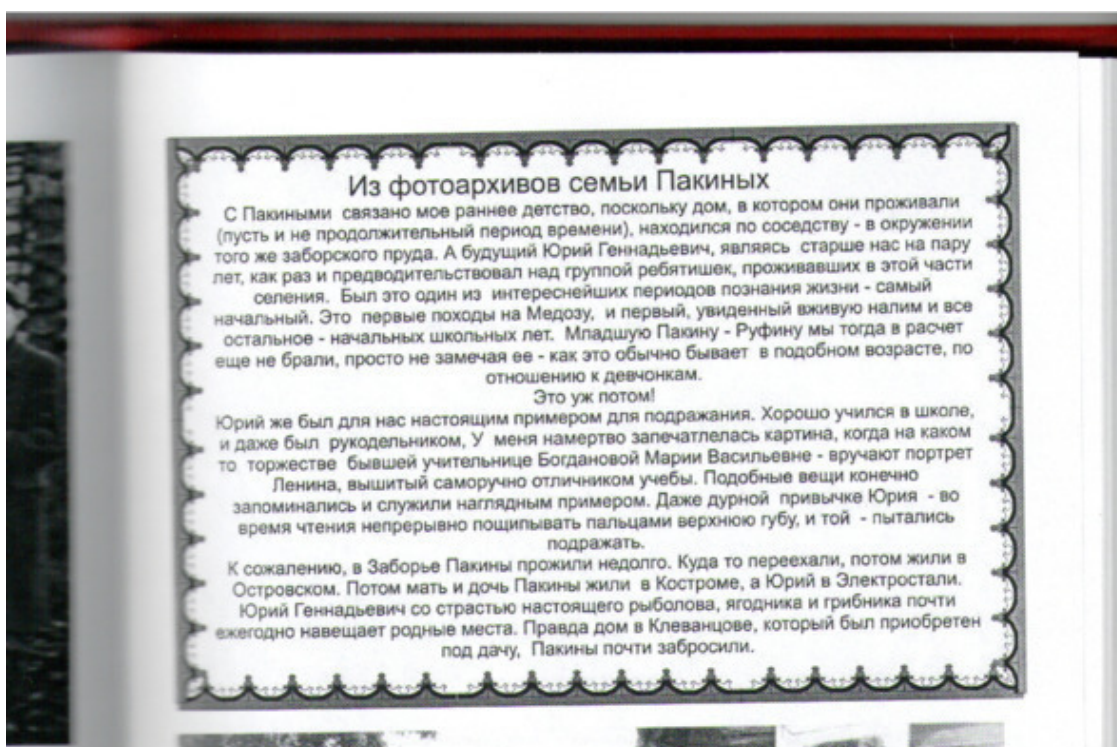 Из фотоархивов семьи Пакиных
С Пакиными связано мое раннее детство, поскольку дом, в котором они проживали
(пусть и не продолжительный период времени), находился по соседству - в окружении
того же заборского пруда. А будущий Юрий Геннадьевич, являясь старше нас на пару
лет, как раз и предводительствовал над группой ребятишек, проживавших в этой части
селения. Был это один из интереснейших периодов познания жизни - самый
начальный. Это первые походы на Медозу, и первый, увиденный вживую налим и все
остальное - начальных школьных лет. Младшую Пакину - Руфину мы тогда в расчет
еще не брали, просто не замечая ее - как это обычно бывает в подобном возрасте, по
отношению к девчонкам.
Это уж потом!
Юрий же был для нас настоящим примером для подражания. Хорошо учился в школе,
и даже был рукодельником, У меня намертво запечатлелась картина, когда на каком
то торжестве бывшей учительнице Богдановой Марии Васильевне - вручают портрет
Ленина, вышитый саморучно отличником учебы. Подобные вещи конечно
запоминались и служили наглядным примером. Даже дурной привычке Юрия - во
время чтения непрерывно пощипывать пальцами верхнюю губу, и той - пытались
подражать.
К сожалению, в Заборье Пакины прожили недолго. Куда то переехали, потом жили в
Островском. Потом мать и дочь Пакины жили в Костроме, а Юрий в Электростали.
Юрий Геннадьевич со страстью настоящего рыболова, ягодника и грибника почти
ежегодно навещает родные места. Правда дом в Клеванцове, который был приобретен
под дачу, Пакины почти забросили.